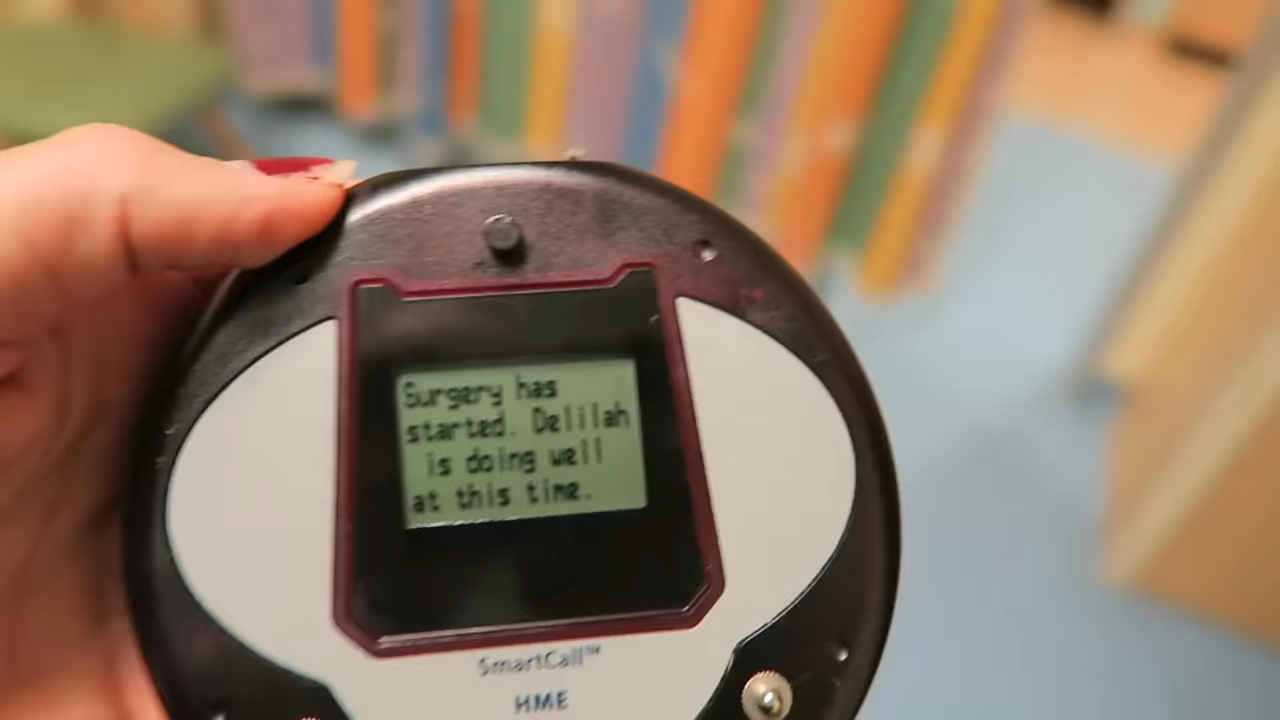 Surgery has
started. Delilah
is doing well
at this time.
SmartCall™
HME